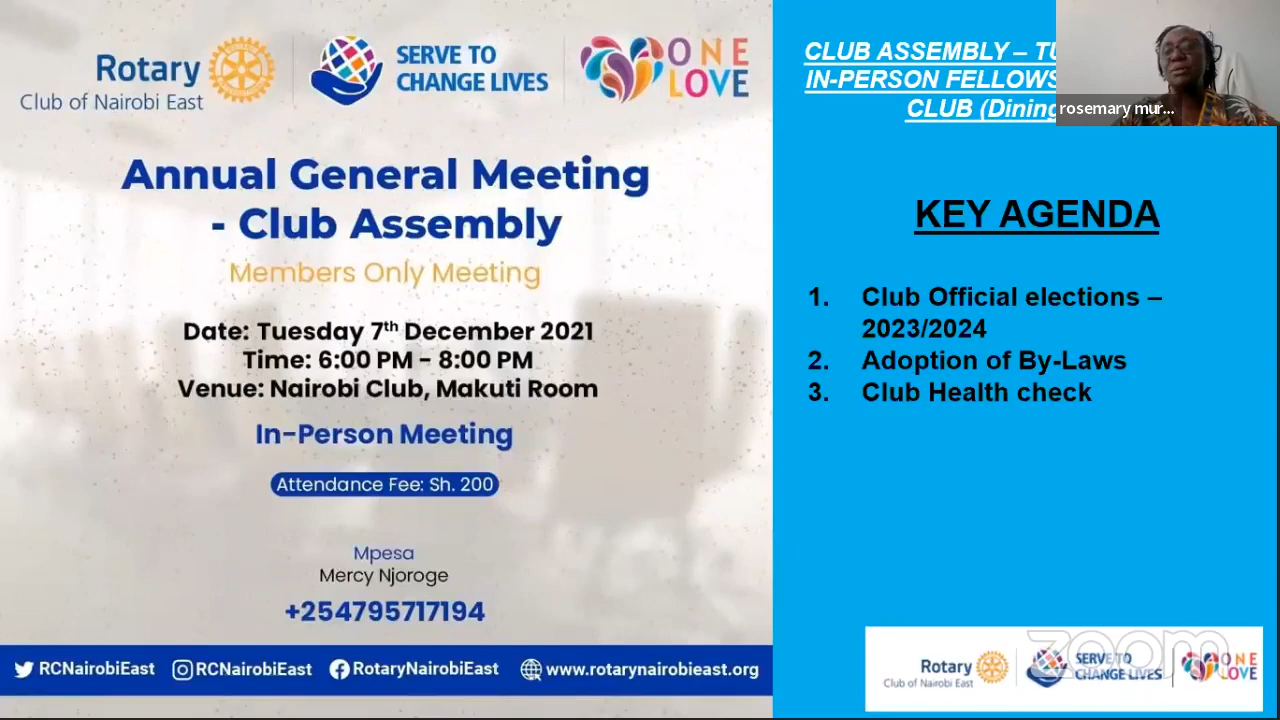 Rotary
Club of Nairobi East
SERVE TO
CHANGE LIVES
ONE
LOVE
Annual General Meeting
- Club Assembly
Members Only Meeting
Date: Tuesday 7th December 2021
Time: 6:00 PM – 8:00 PM
Venue: Nairobi Club, Makuti Room
In-Person Meeting
Attendance Fee: Sh. 200
Mpesa
Mercy Njoroge
+254795717194
RCNairobiEast
RCNairobiEast
RotaryNairobiEast
www.rotarynairobieast.org
CLUB ASSEMBLY –
IN-PERSON
CLUB (Dining
rosemary mur...
KEY AGENDA
1. Club Official elections –
2023/2024
2. Adoption of By-Laws
3. Club Health check
zoom
Rotary
Club of Nairobi East
SERVE TO
CHANGE LIVES
ONE
LOVE